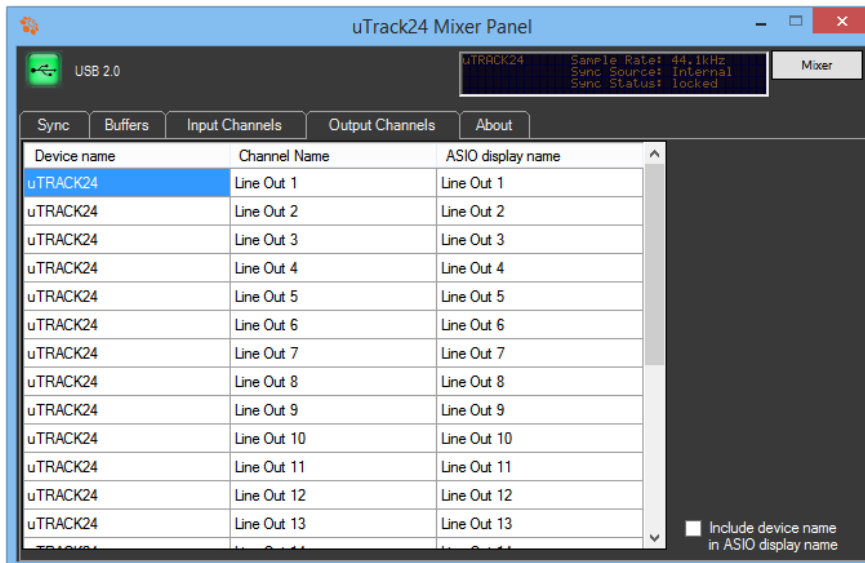 uTrack24 Mixer Panel
USB 2.0
uTRACK24 Sample Rate: 44.1kHz
Sync Source: Internal
Sync Status: locked
Mixer
Sync Buffers Input Channels Output Channels About
Device name Channel Name ASIO display name
uTRACK24 Line Out 1 Line Out 1
uTRACK24 Line Out 2 Line Out 2
uTRACK24 Line Out 3 Line Out 3
uTRACK24 Line Out 4 Line Out 4
uTRACK24 Line Out 5 Line Out 5
uTRACK24 Line Out 6 Line Out 6
uTRACK24 Line Out 7 Line Out 7
uTRACK24 Line Out 8 Line Out 8
uTRACK24 Line Out 9 Line Out 9
uTRACK24 Line Out 10 Line Out 10
uTRACK24 Line Out 11 Line Out 11
uTRACK24 Line Out 12 Line Out 12
uTRACK24 Line Out 13 Line Out 13
Include device name
in ASIO display name